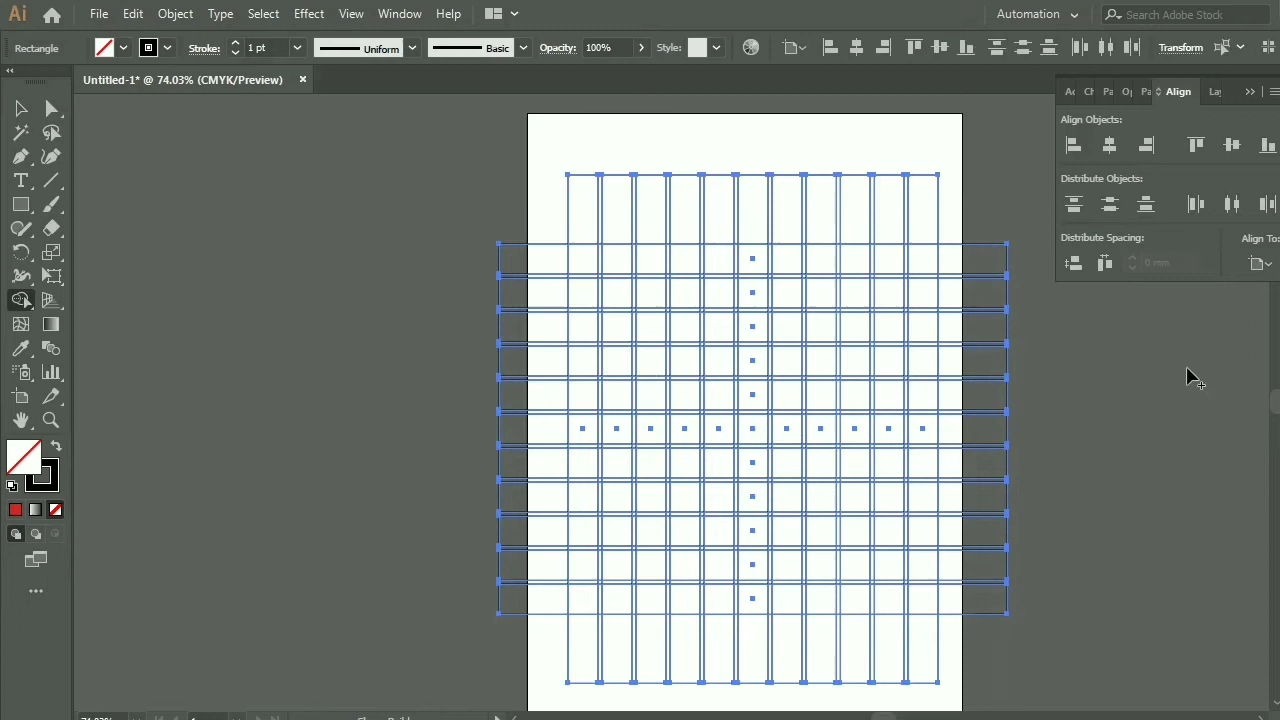 Ai File Edit Object Type Select Effect View Window Help Automation Search Adobe Stock
Rectangle Stroke: 1 pt Uniform Basic Opacity: 100% Style: Transform
Untitled-1* @ 74.03% (CMYK/Preview) ×
Align
Align Objects:
Distribute Objects:
Distribute Spacing: Align To:
0 mm